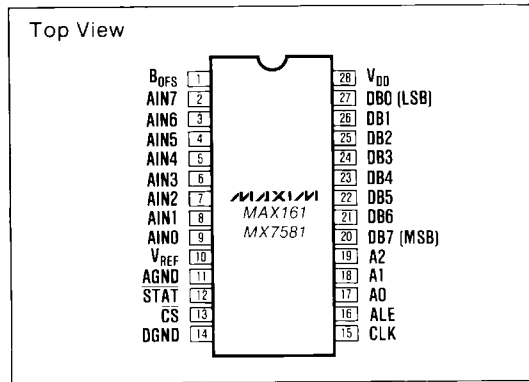 Top View
B_OFS 1
AIN7 2
AIN6 3
AIN5 4
AIN4 5
AIN3 6
AIN2 7
AIN1 8
AIN0 9
V_REF 10
AGND 11
STAT 12
CS 13
DGND 14
MAXIM
MAX161
MX7581
28 V_DD
27 DB0 (LSB)
26 DB1
25 DB2
24 DB3
23 DB4
22 DB5
21 DB6
20 DB7 (MSB)
19 A2
18 A1
17 A0
16 ALE
15 CLK